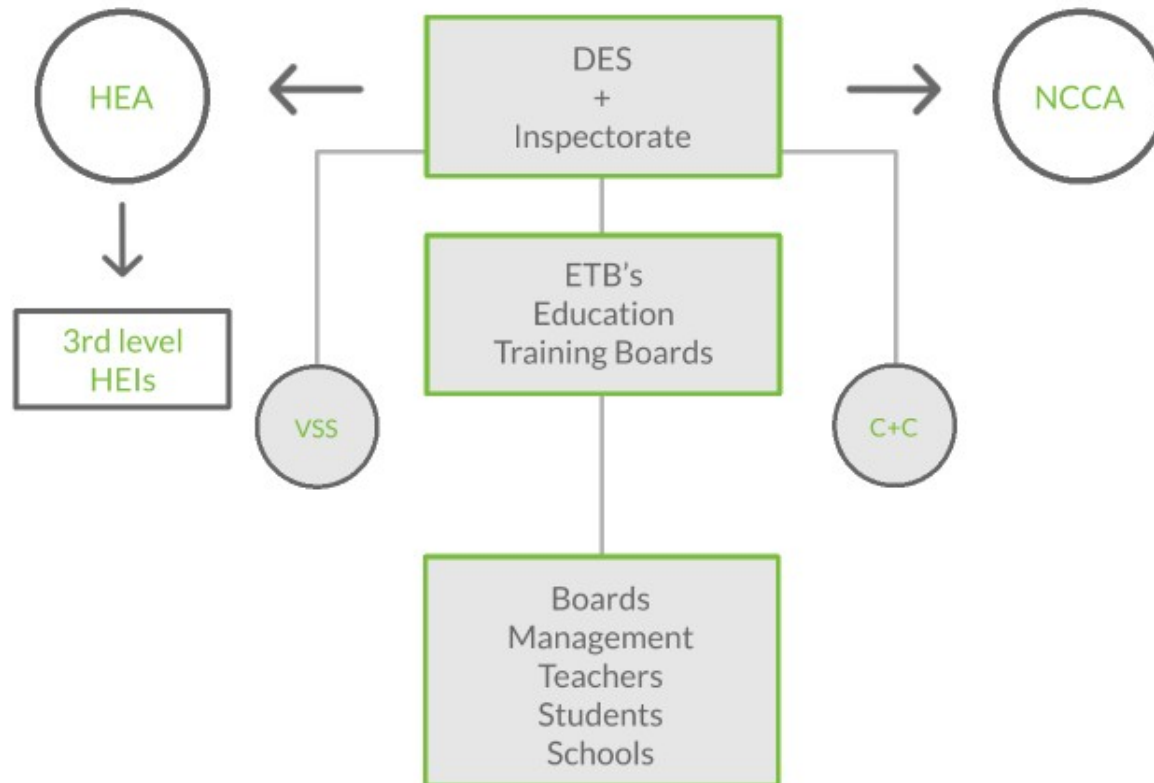 HEA
DES
+
Inspectorate
NCCA
ETB's
Education
Training Boards
3rd level
HEIs
VSS
C+C
Boards
Management
Teachers
Students
Schools